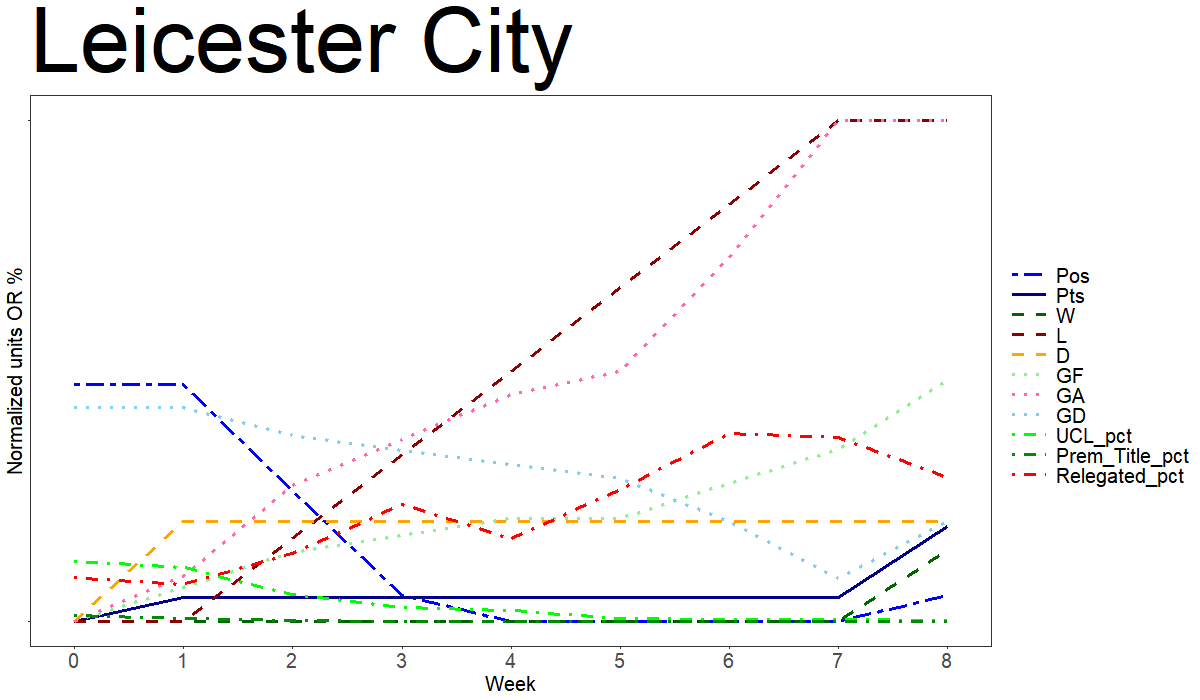 Leicester City
Normalized units OR %
0 1 2 3 4 5 6 7 8
Week
Pos
Pts
W
L
D
GF
GA
GD
UCL_pct
Prem_Title_pct
Relegated_pct